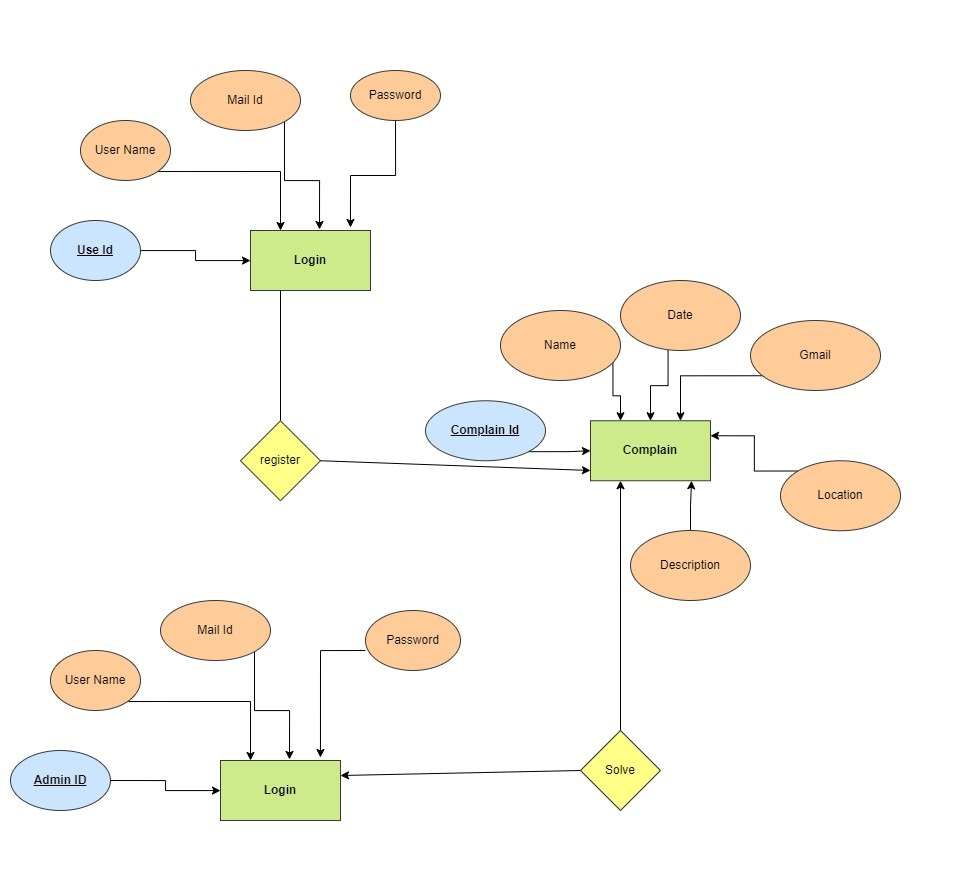 Mail Id
Password
User Name
Use Id
Login
Date
Name
Gmail
Complain Id
Complain
register
Location
Description
Mail Id
Password
User Name
Solve
Admin ID
Login